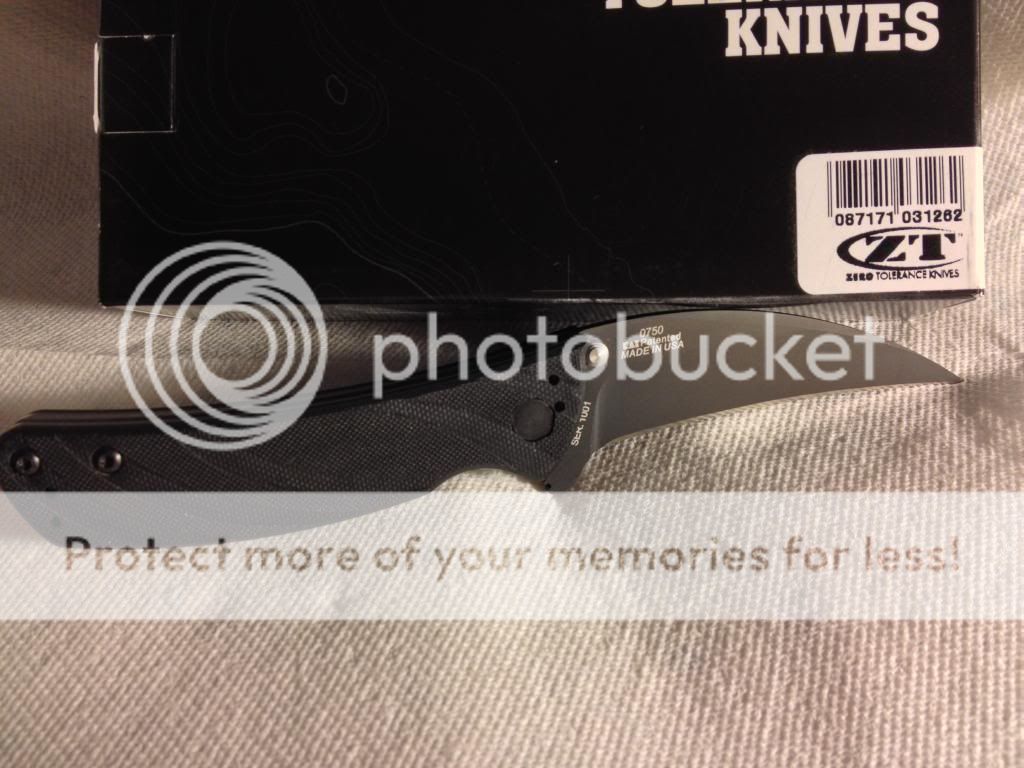 KNIVES
087171 031262
ZT
ZERO TOLERANCE KNIVES
0750
KAI Patented
MADE IN USA
SER. 1001
photobucket
Protect more of your memories for less!